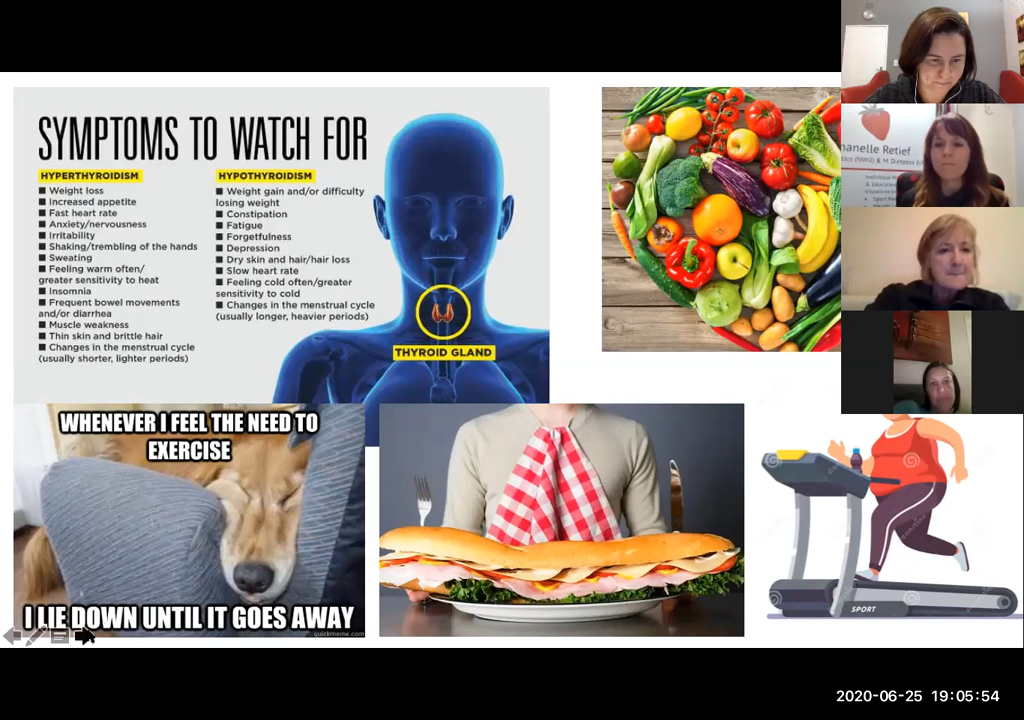 SYMPTOMS TO WATCH FOR
HYPERTHYROIDISM
■ Weight loss
■ Increased appetite
■ Fast heart rate
■ Anxiety/nervousness
■ Irritability
■ Shaking/trembling of the hands
■ Sweating
■ Feeling warm often/
greater sensitivity to heat
■ Insomnia
■ Frequent bowel movements
and/or diarrhea
■ Muscle weakness
■ Thin skin and brittle hair
■ Changes in the menstrual cycle
(usually shorter, lighter periods)
HYPOTHYROIDISM
■ Weight gain and/or difficulty
losing weight
■ Constipation
■ Fatigue
■ Forgetfulness
■ Depression
■ Dry skin and hair/hair loss
■ Slow heart rate
■ Feeling cold often/greater
sensitivity to cold
■ Changes in the menstrual cycle
(usually longer, heavier periods)
THYROID GLAND
hanelle Retief
WHENEVER I FEEL THE NEED TO
EXERCISE
I LIE DOWN UNTIL IT GOES AWAY
quickmeme.com
SPORT
2020-06-25 19:05:54